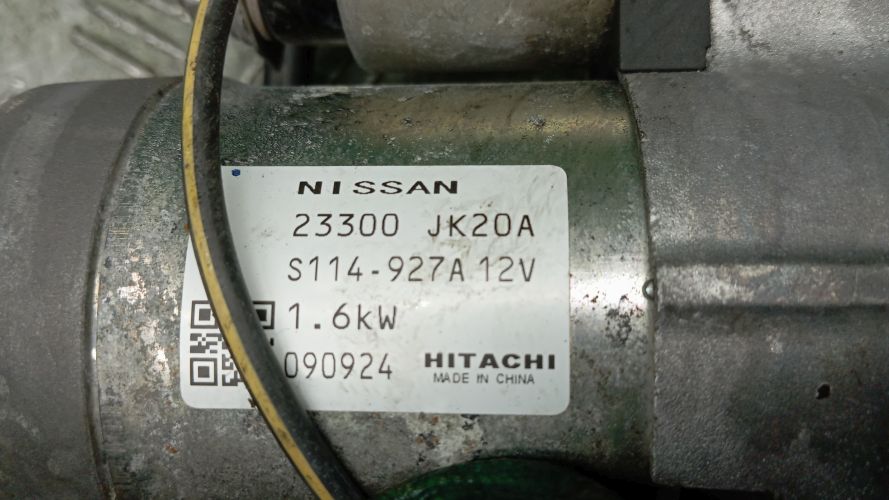 NISSAN
23300 JK20A
S114-927A 12V
1.6kW
090924 HITACHI
MADE IN CHINA